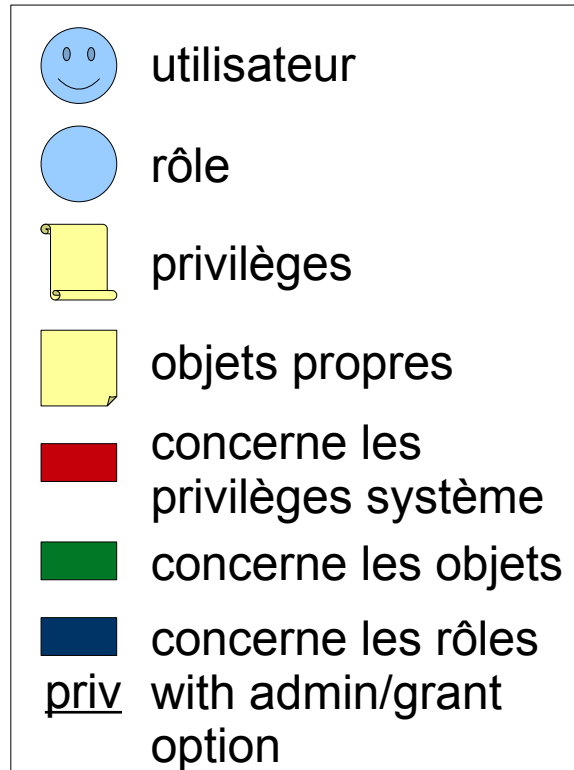 utilisateur
rôle
privilèges
objets propres
concerne les
privilèges système
concerne les objets
concerne les rôles
priv with admin/grant
option